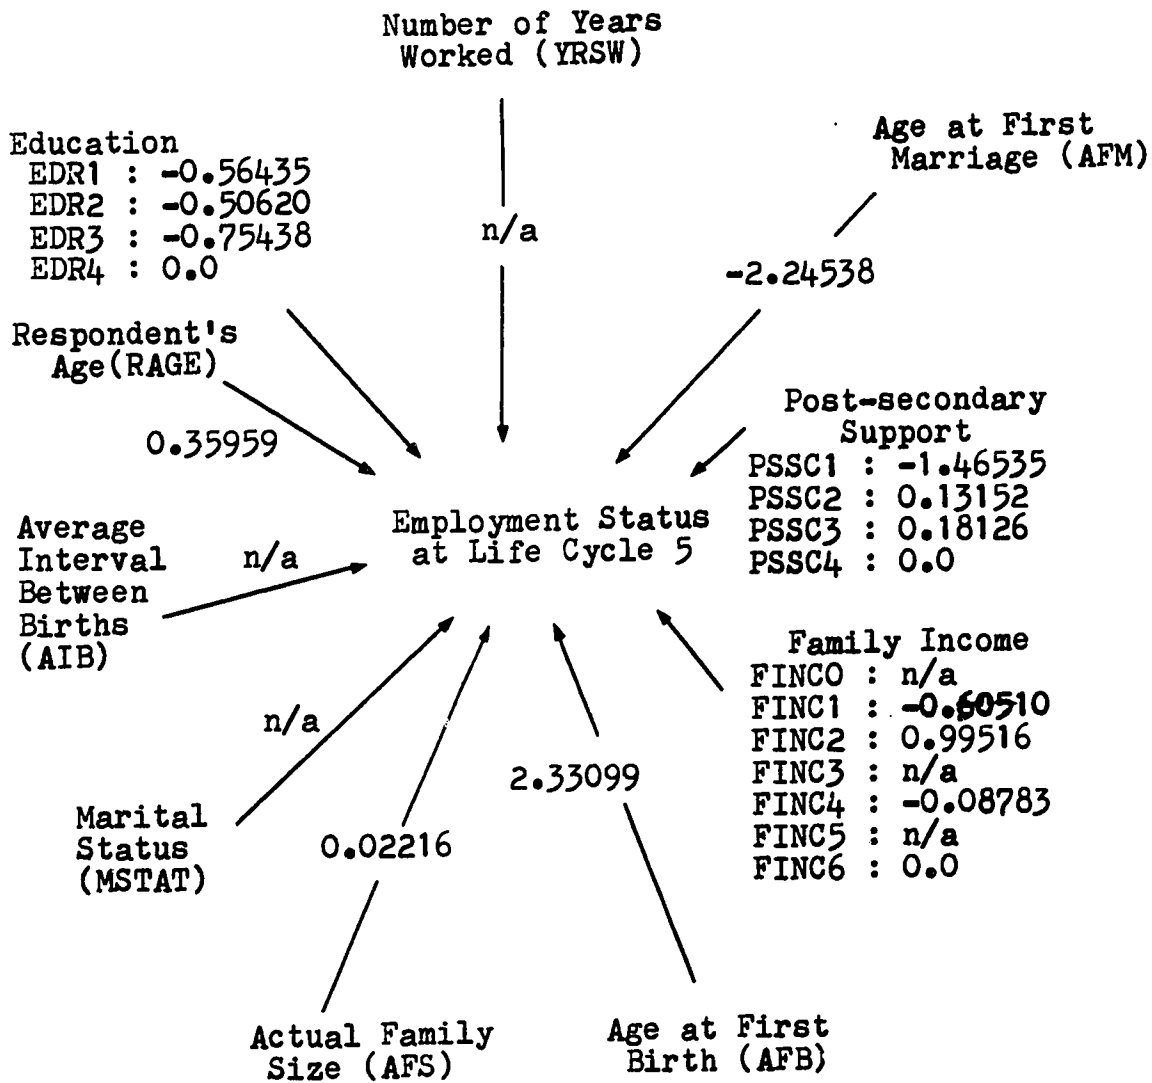 Number of Years
Worked (YRSW)
Education
EDR1 : -0.56435
EDR2 : -0.50620
EDR3 : -0.75438
EDR4 : 0.0
Age at First
Marriage (AFM)
n/a
-2.24538
Respondent's
Age(RAGE)
0.35959
Post-secondary
Support
PSSC1 : -1.46535
PSSC2 : 0.13152
PSSC3 : 0.18126
PSSC4 : 0.0
Employment Status
at Life Cycle 5
Average
Interval
Between
Births
(AIB)
n/a
Family Income
FINC0 : n/a
FINC1 : -0.60510
FINC2 : 0.99516
FINC3 : n/a
FINC4 : -0.08783
FINC5 : n/a
FINC6 : 0.0
n/a
Marital
Status
(MSTAT)
0.02216
2.33099
Actual Family
Size (AFS)
Age at First
Birth (AFB)